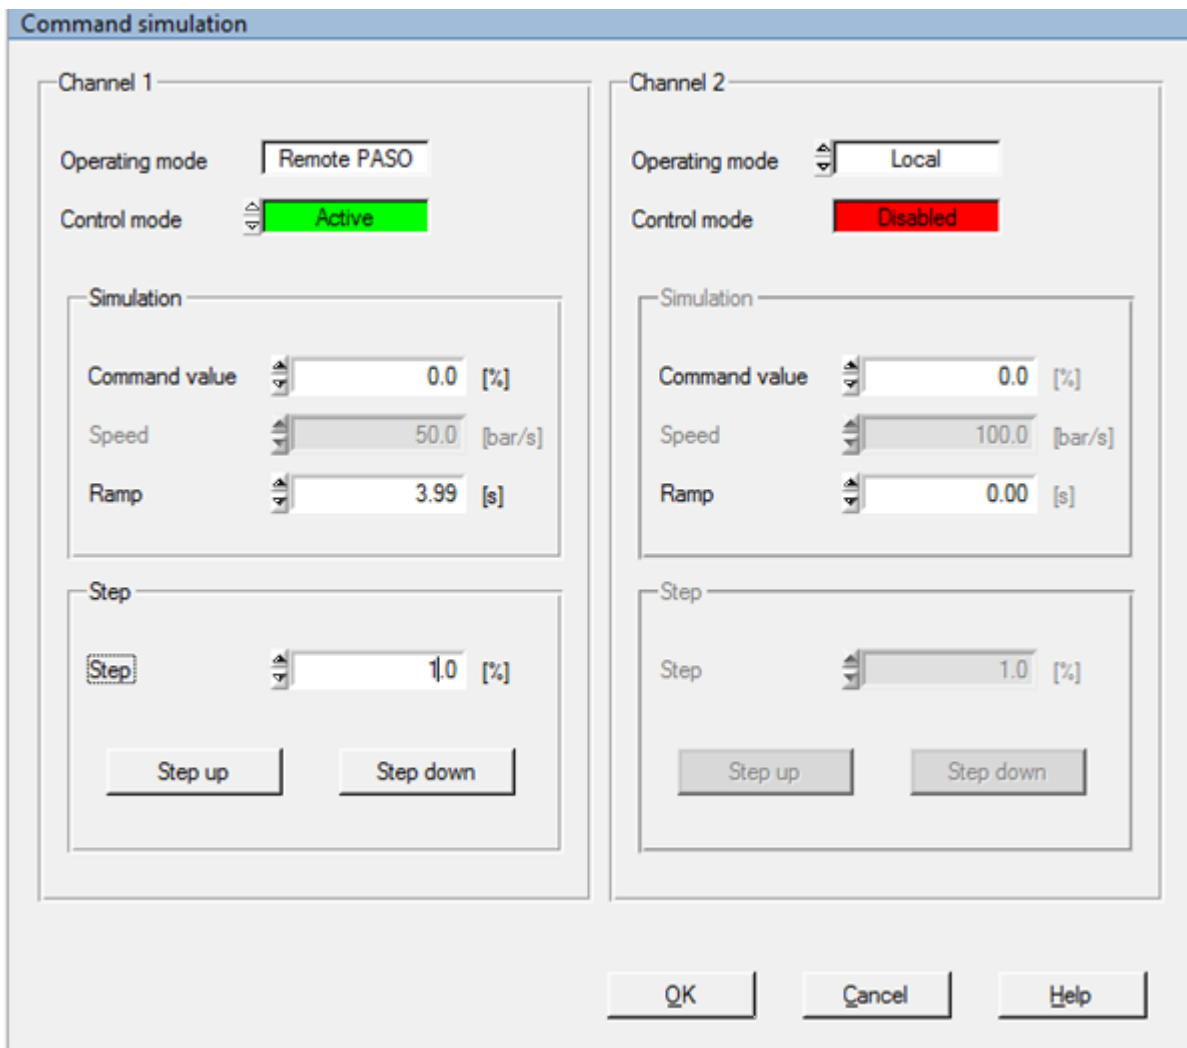 Command simulation
Channel 1
Operating mode Remote PASO
Control mode Active
Simulation
Command value 0.0 [%]
Speed 50.0 [bar/s]
Ramp 3.99 [s]
Step
Step 1.0 [%]
Step up Step down
Channel 2
Operating mode Local
Control mode Disabled
Simulation
Command value 0.0 [%]
Speed 100.0 [bar/s]
Ramp 0.00 [s]
Step
Step 1.0 [%]
Step up Step down
OK Cancel Help